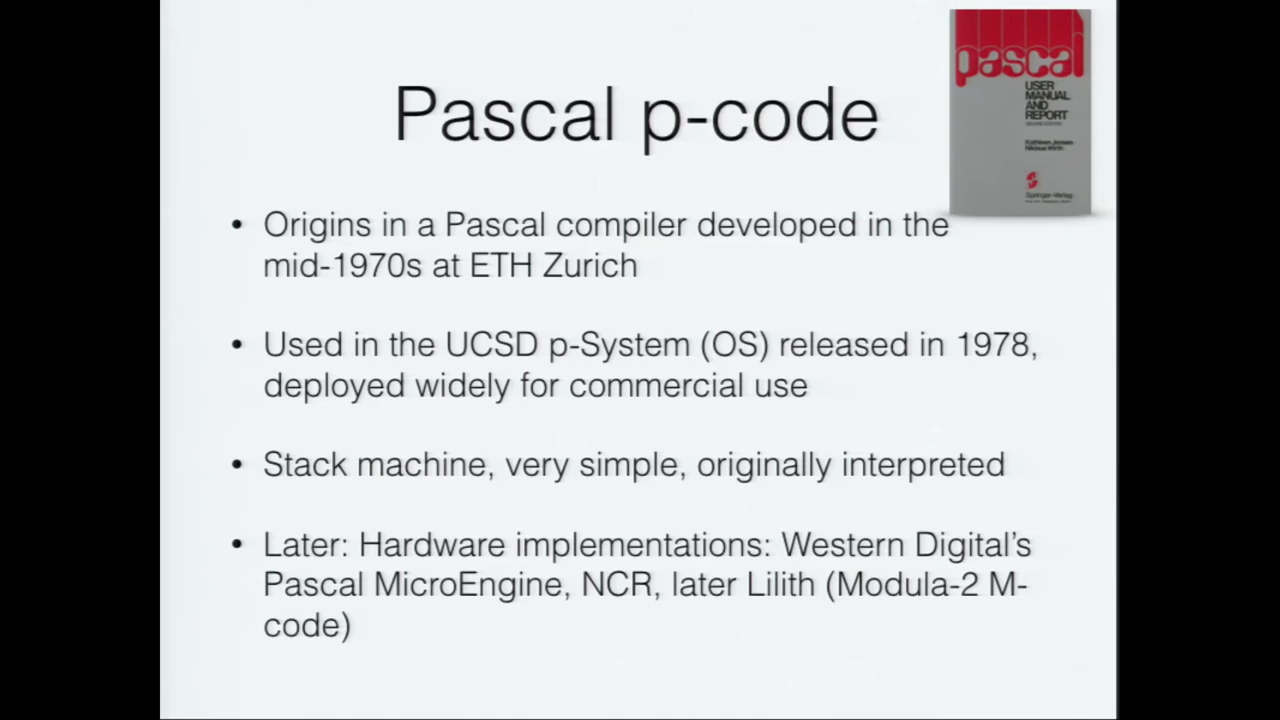 pascal
USER
MANUAL
AND
REPORT
SECOND EDITION
Kathleen Jensen
Niklaus Wirth
Springer-Verlag
Pascal p-code
• Origins in a Pascal compiler developed in the
mid-1970s at ETH Zurich
• Used in the UCSD p-System (OS) released in 1978,
deployed widely for commercial use
• Stack machine, very simple, originally interpreted
• Later: Hardware implementations: Western Digital’s
Pascal MicroEngine, NCR, later Lilith (Modula-2 M-
code)